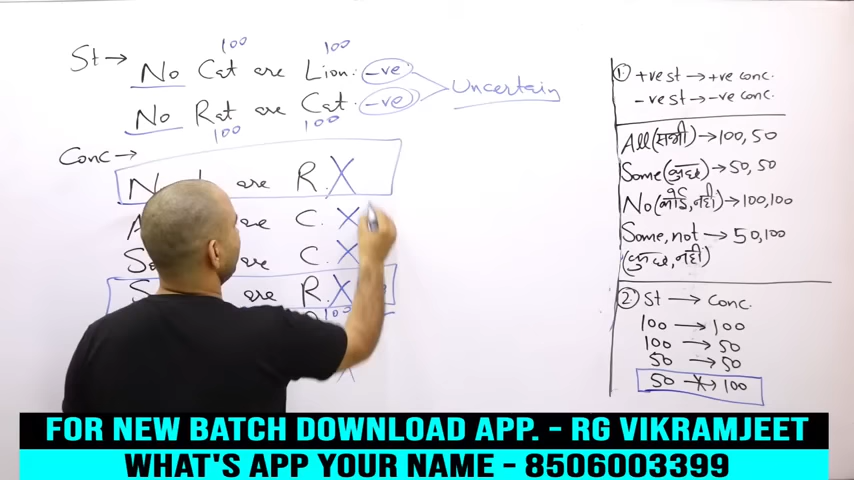 100 100
St → No Cat are Lion. -ve
Uncertain
No Rat are Cat. -ve
100 100
Conc →
are R. X
A are C. X
are C. X
S are R. X
100
X
1. +ve st → +ve conc.
-ve st → -ve conc.
All (सभी) → 100, 50
Some (कुछ) → 50, 50
No (कोई, नहीं) → 100, 100
Some, not → 50, 100
(कुछ, नहीं)
2. St → Conc.
100 → 100
100 → 50
50 → 50
50 -X→ 100
FOR NEW BATCH DOWNLOAD APP. - RG VIKRAMJEET
WHAT'S APP YOUR NAME - 8506003399